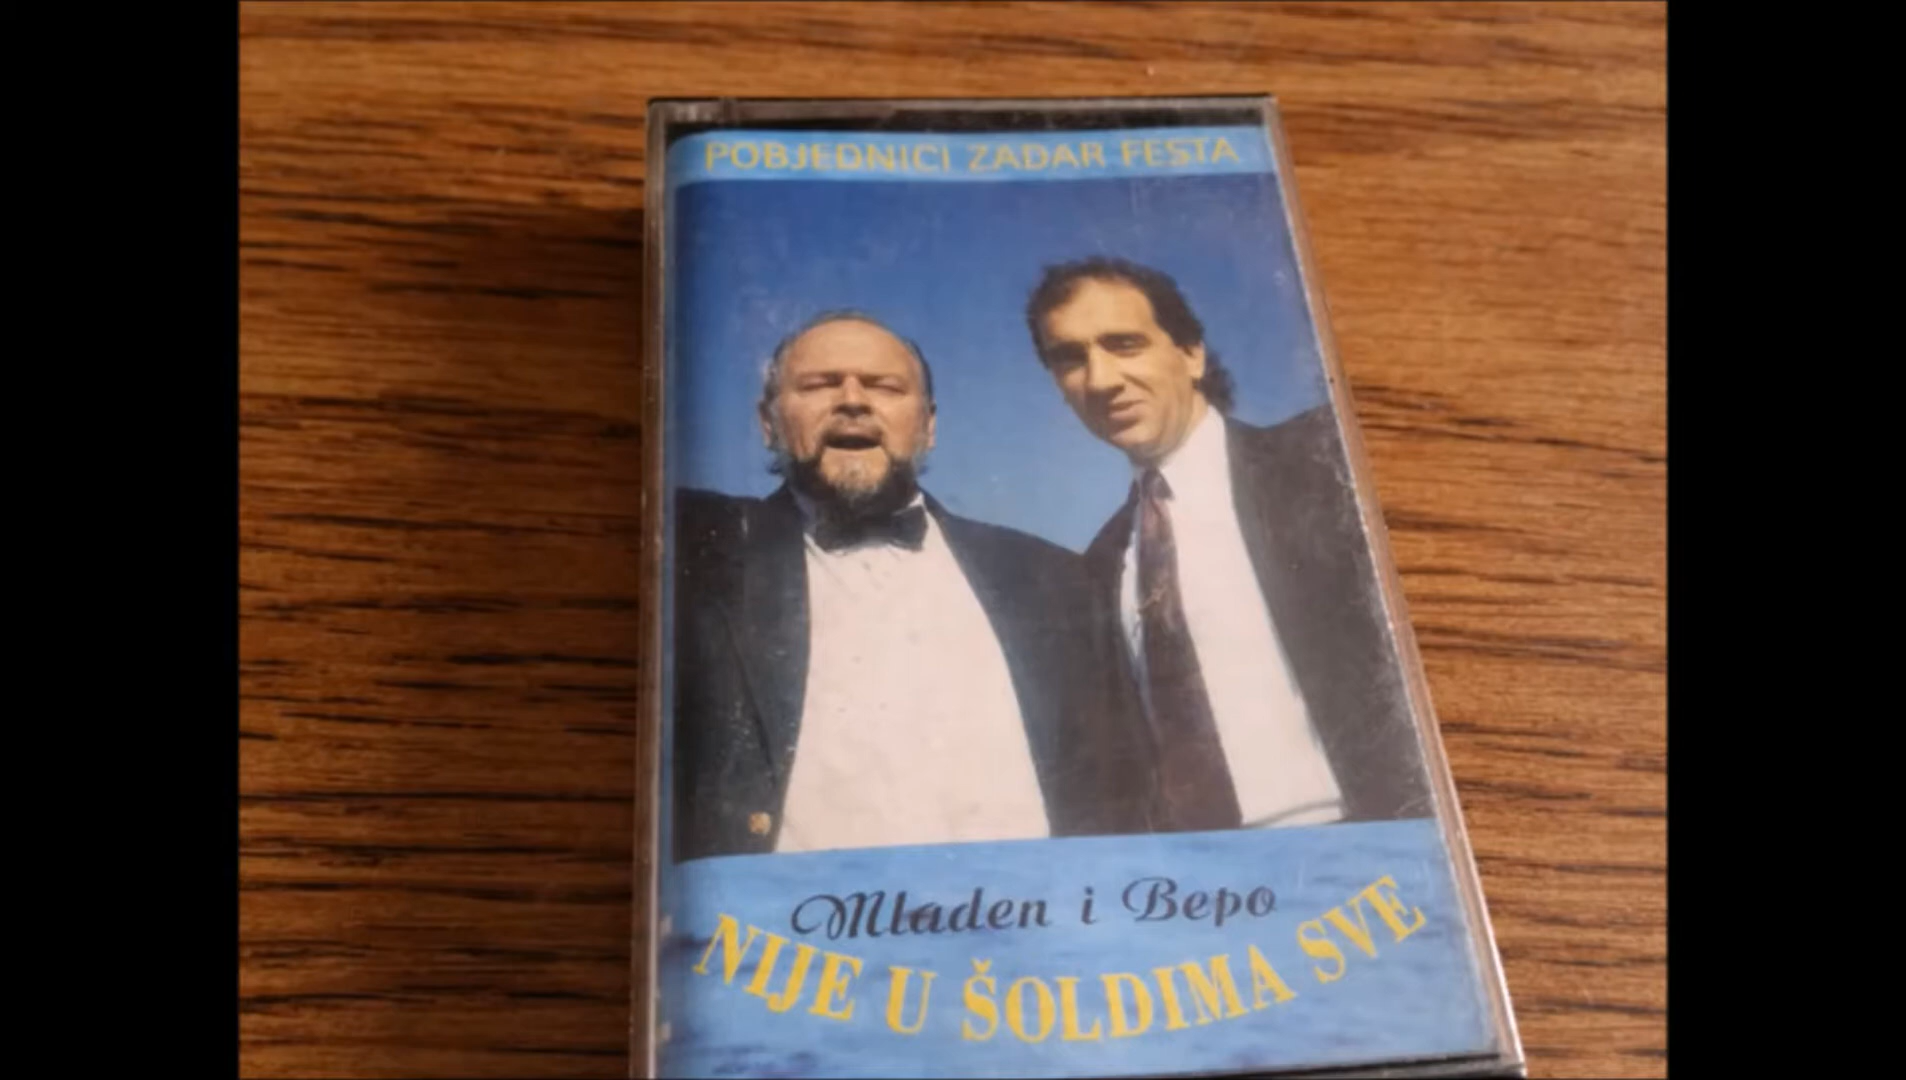 POBJEDNICI ZADAR FESTA
Mladen i Bepo
NIJE U ŠOLDIMA SVE